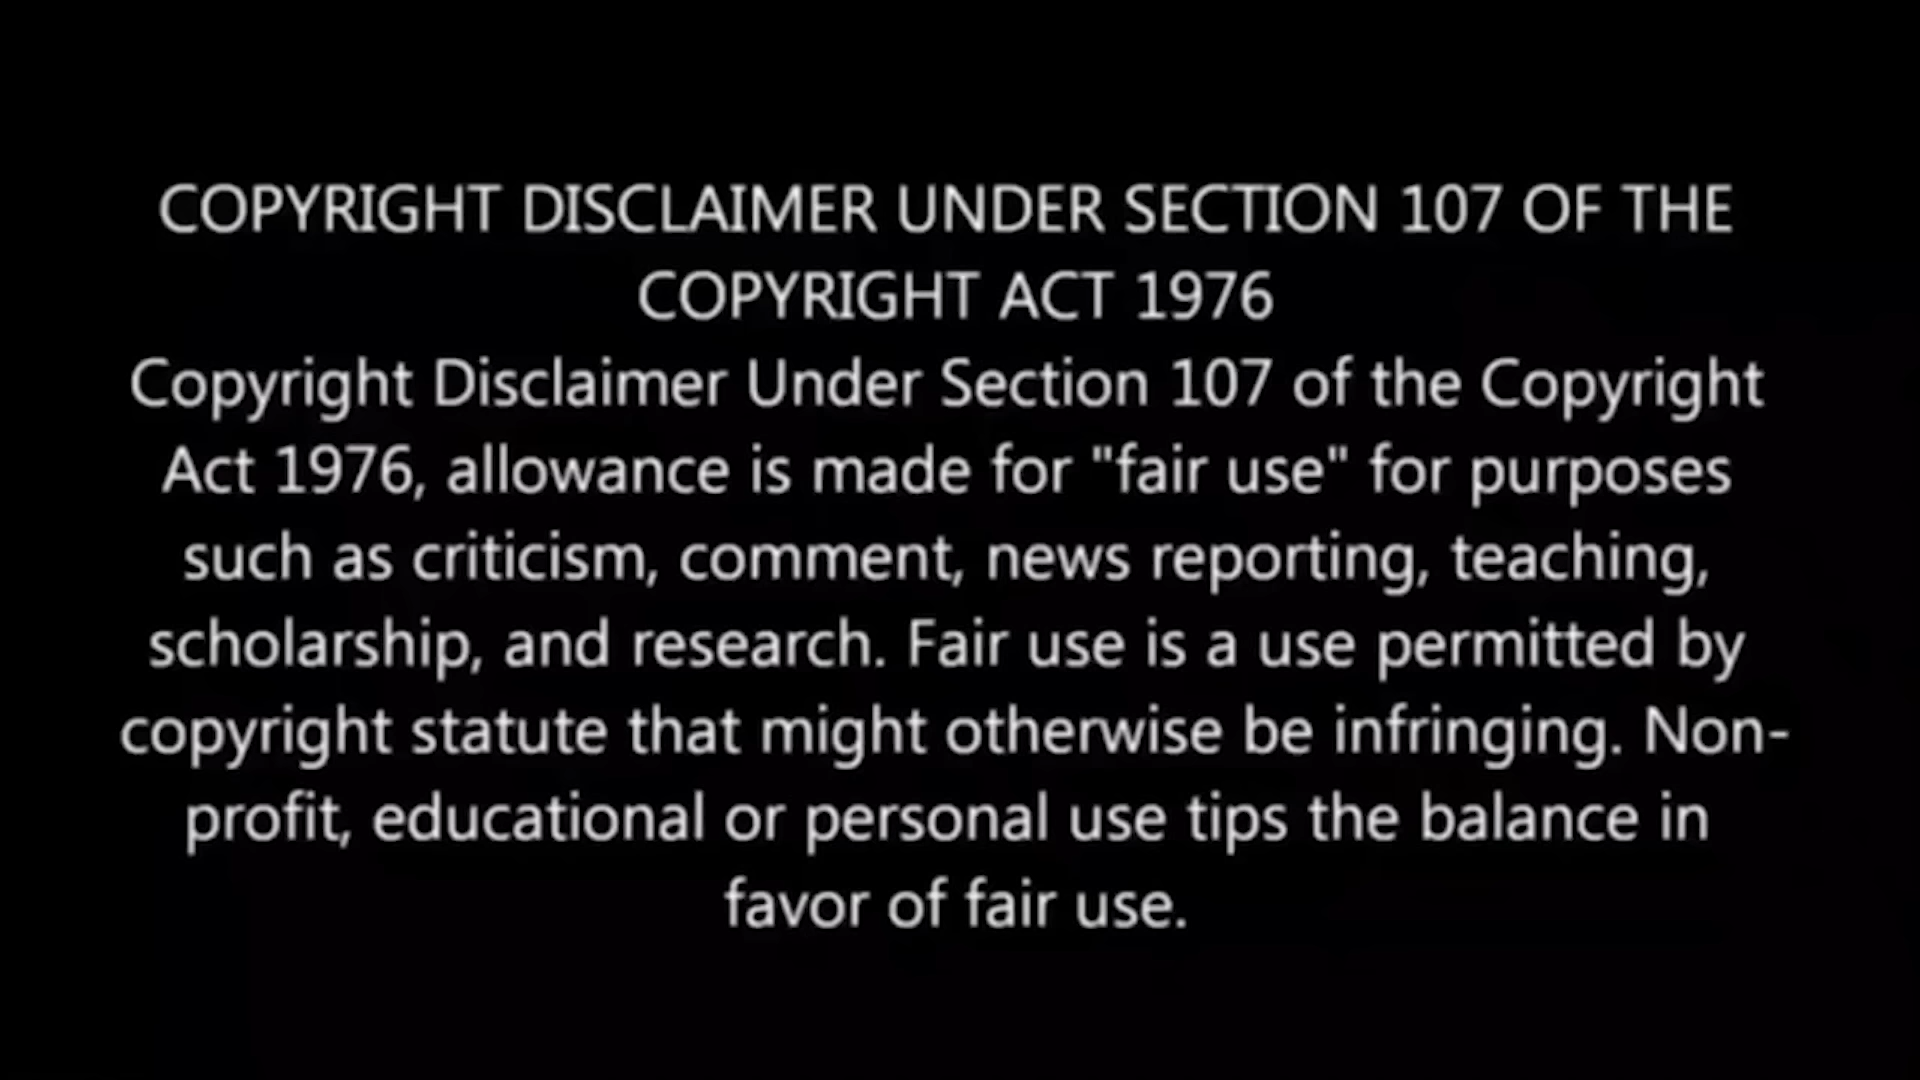 COPYRIGHT DISCLAIMER UNDER SECTION 107 OF THE
COPYRIGHT ACT 1976
Copyright Disclaimer Under Section 107 of the Copyright
Act 1976, allowance is made for "fair use" for purposes
such as criticism, comment, news reporting, teaching,
scholarship, and research. Fair use is a use permitted by
copyright statute that might otherwise be infringing. Non-
profit, educational or personal use tips the balance in
favor of fair use.